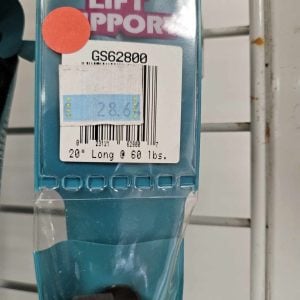 LIFT
SUPPORT
GS62800
28.6
20" Long @ 60 lbs.